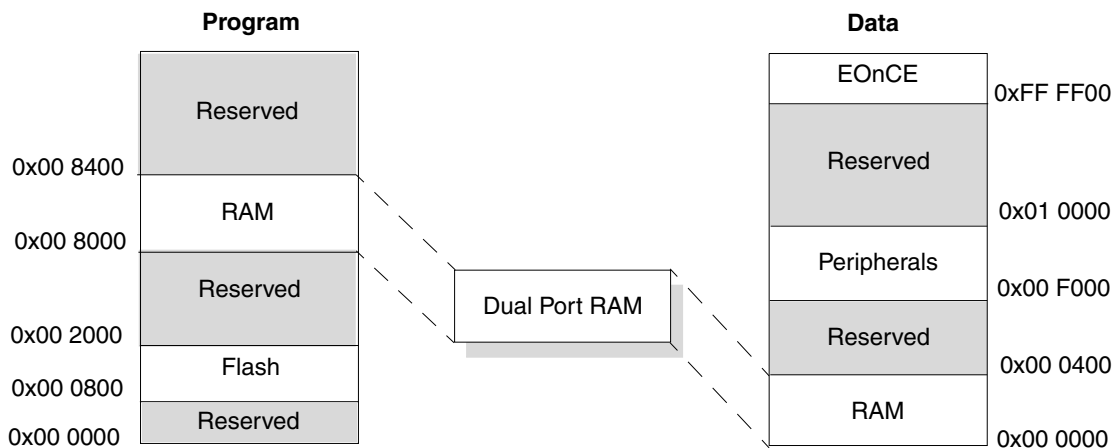 Program
Reserved
0x00 8400
RAM
0x00 8000
Reserved
0x00 2000
Flash
0x00 0800
Reserved
0x00 0000
Dual Port RAM
Data
EOnCE
0xFF FF00
Reserved
0x01 0000
Peripherals
0x00 F000
Reserved
0x00 0400
RAM
0x00 0000